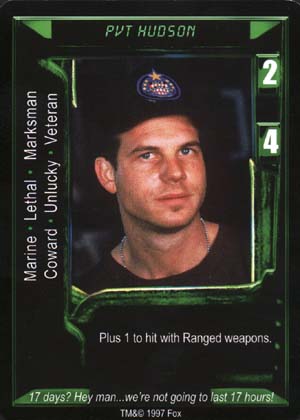 PVT HUDSON
2
4
Marine • Lethal • Marksman
Coward • Unlucky • Veteran
Plus 1 to hit with Ranged weapons.
17 days? Hey man...we're not going to last 17 hours!
TM&© 1997 Fox